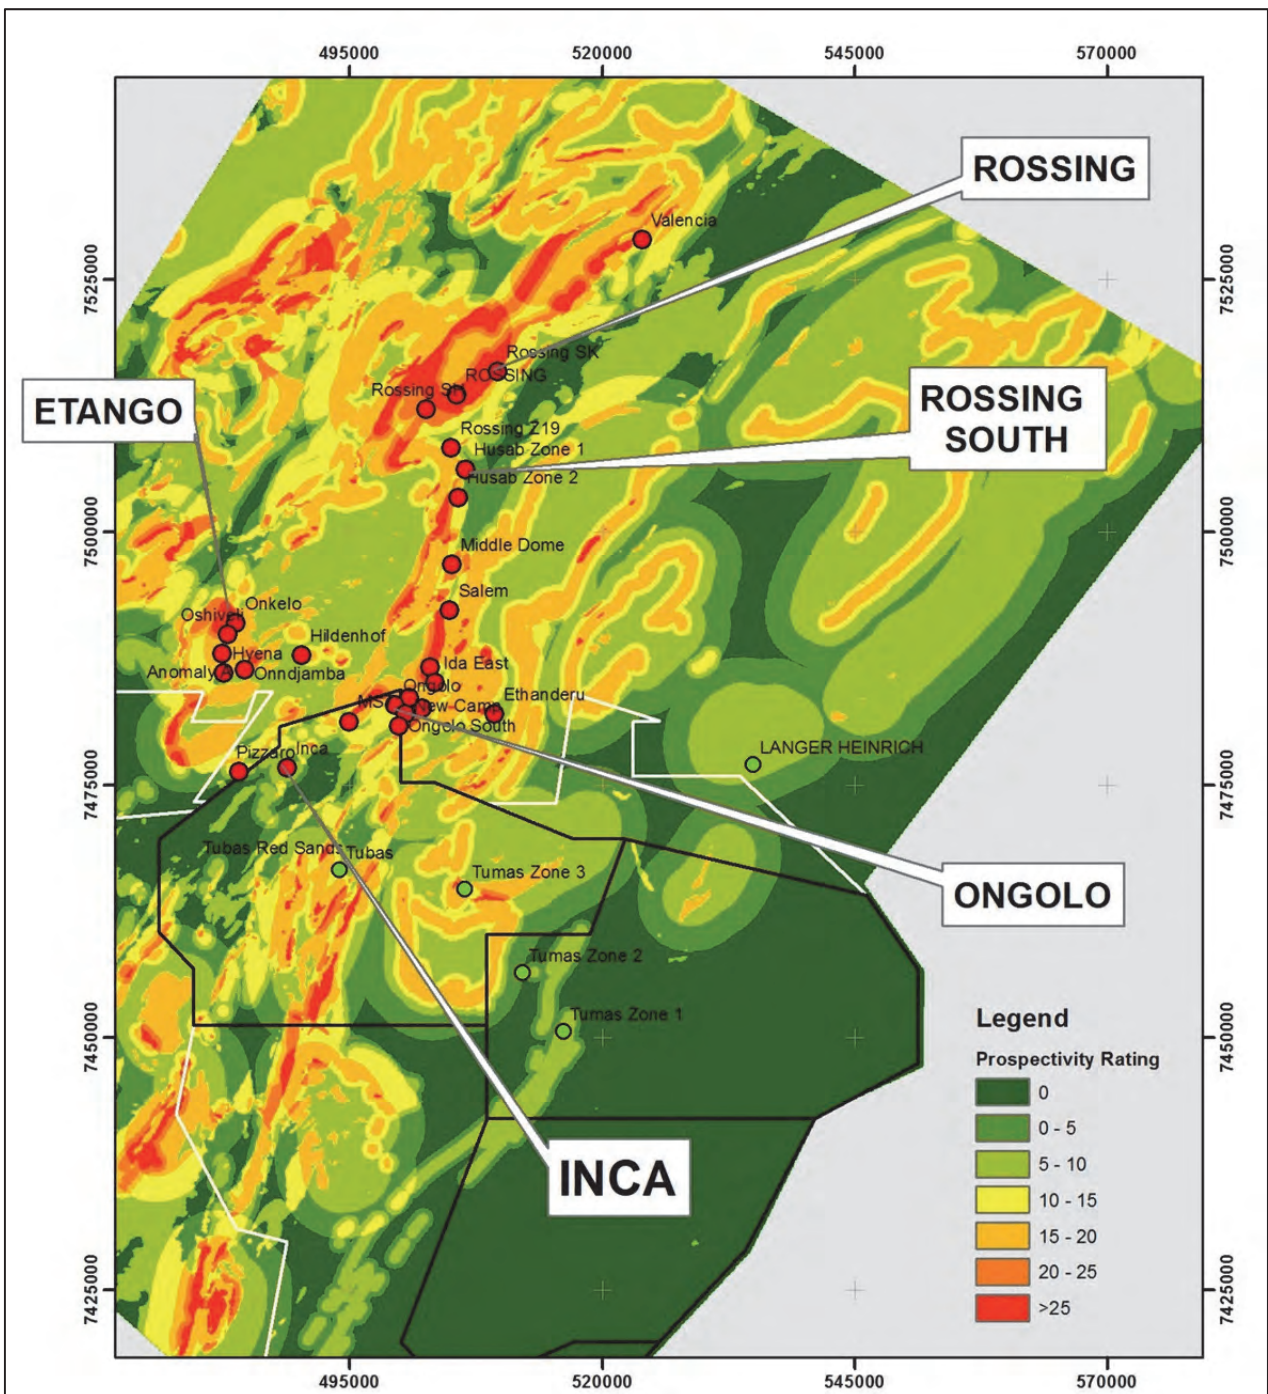 495000
520000
545000
570000
ROSSING
Valencia
7525000
7525000
Rossing SK
ROSSING
Rossing SH
ETANGO
ROSSING
SOUTH
Rossing Z19
Husab Zone 1
Husab Zone 2
7500000
7500000
Middle Dome
Salem
Onkelo
Oshiveli
Hildenhof
Hyena
Anomaly A
Onndjamba
Ida East
Ongolo
Ethanderu
New Camp
Ongolo South
Inca
Pizzaro
LANGER HEINRICH
7475000
7475000
Tubas Red Sands
Tubas
Tumas Zone 3
ONGOLO
Tumas Zone 2
Tumas Zone 1
7450000
7450000
Legend
Prospectivity Rating
0
0 - 5
5 - 10
10 - 15
15 - 20
20 - 25
>25
INCA
7425000
7425000
495000
520000
545000
570000